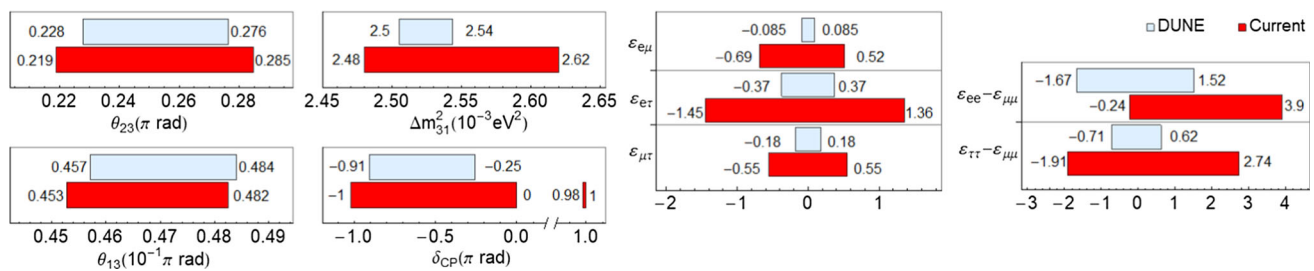 0.228 0.276
0.219 0.285
0.22 0.24 0.26 0.28
θ23(π rad)
2.5 2.54
2.48 2.62
2.45 2.50 2.55 2.60 2.65
Δm²31(10⁻³eV²)
0.457 0.484
0.453 0.482
0.45 0.46 0.47 0.48 0.49
θ13(10⁻¹π rad)
−0.91 −0.25
−1 0 0.98 1
−1.0 −0.5 0.0 1.0
δCP(π rad)
εeμ −0.085 0.085
−0.69 0.52
εeτ −0.37 0.37
−1.45 1.36
εμτ −0.18 0.18
−0.55 0.55
−2 −1 0 1
DUNE Current
εee−εμμ −1.67 1.52
−0.24 3.9
εττ−εμμ −0.71 0.62
−1.91 2.74
−3 −2 −1 0 1 2 3 4